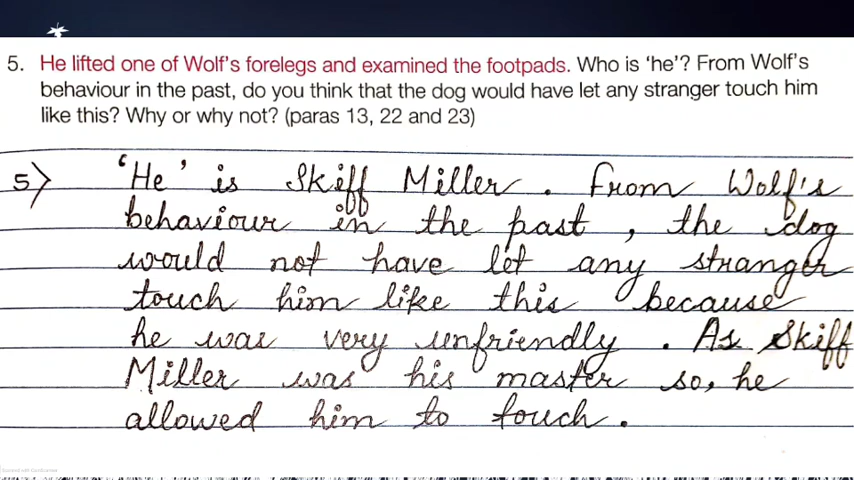 5. He lifted one of Wolf's forelegs and examined the footpads. Who is 'he'? From Wolf's
behaviour in the past, do you think that the dog would have let any stranger touch him
like this? Why or why not? (paras 13, 22 and 23)
5) 'He' is Skiff Miller. From Wolf's
behaviour in the past, the dog
would not have let any stranger
touch him like this because
he was very unfriendly. As Skiff
Miller was his master so, he
allowed him to touch.